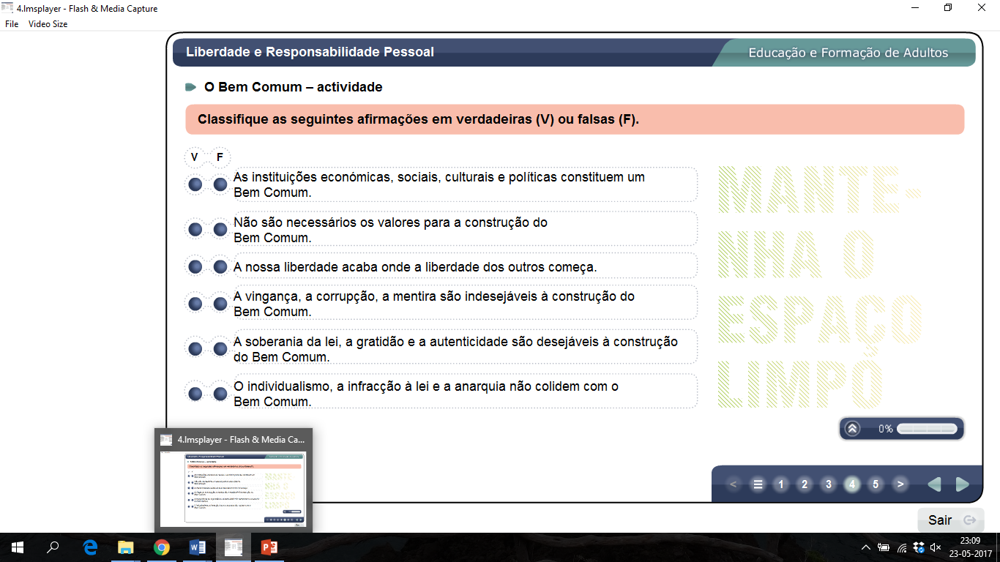 4.lmsplayer - Flash & Media Capture
File Video Size
Liberdade e Responsabilidade Pessoal
Educação e Formação de Adultos
O Bem Comum – actividade
Classifique as seguintes afirmações em verdadeiras (V) ou falsas (F).
V F
As instituições económicas, sociais, culturais e políticas constituem um
Bem Comum.
Não são necessários os valores para a construção do
Bem Comum.
A nossa liberdade acaba onde a liberdade dos outros começa.
A vingança, a corrupção, a mentira são indesejáveis à construção do
Bem Comum.
A soberania da lei, a gratidão e a autenticidade são desejáveis à construção
do Bem Comum.
O individualismo, a infracção à lei e a anarquia não colidem com o
Bem Comum.
MANTE-
NHA O
ESPAÇO
LIMPO
0%
4.lmsplayer - Flash & Media Ca...
< 1 2 3 4 5 >
Sair
23:09
23-05-2017